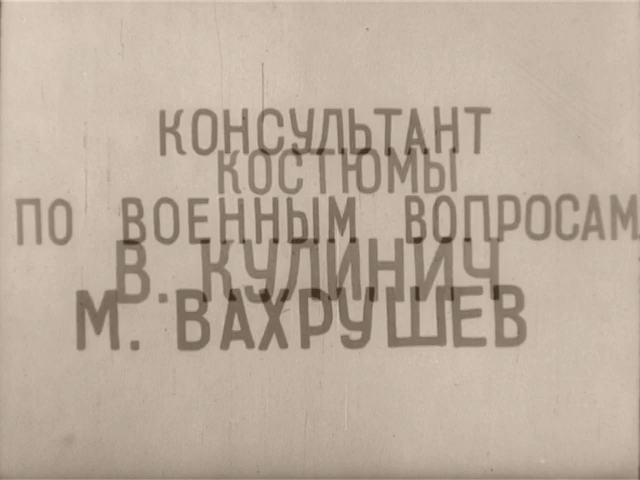 КОНСУЛЬТАНТ
КОСТЮМЫ
ПО ВОЕННЫМ ВОПРОСАМ
В. КУЛИНИЧ
М. ВАХРУШЕВ